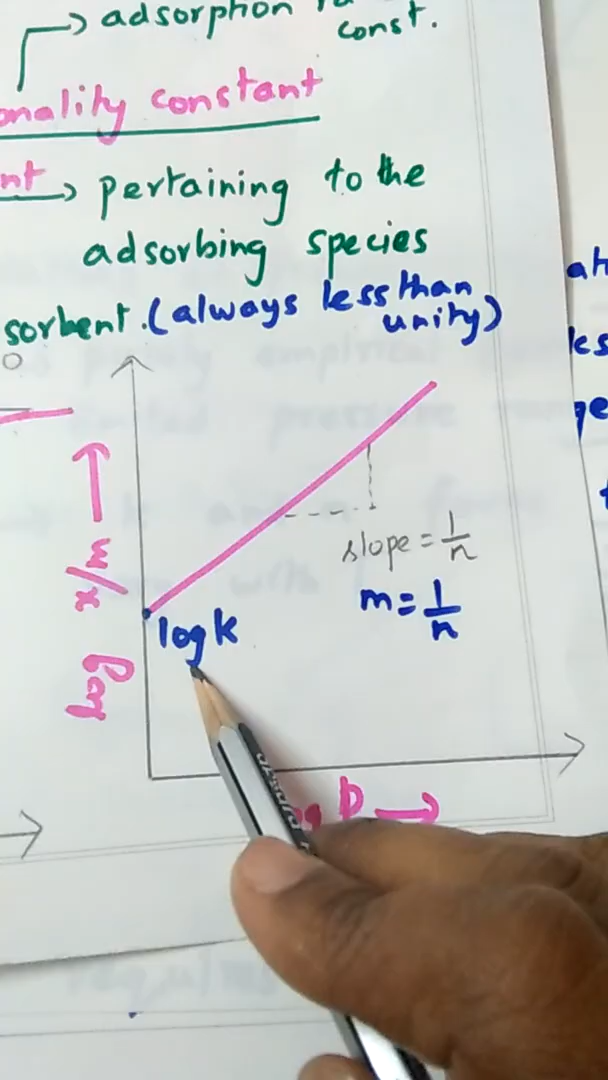 → adsorption
const.
onality constant
nt → pertaining to the
adsorbing species
sorbent. (always less than
unity)
log x/m →
slope = 1/n
m = 1/n
log k
g p →